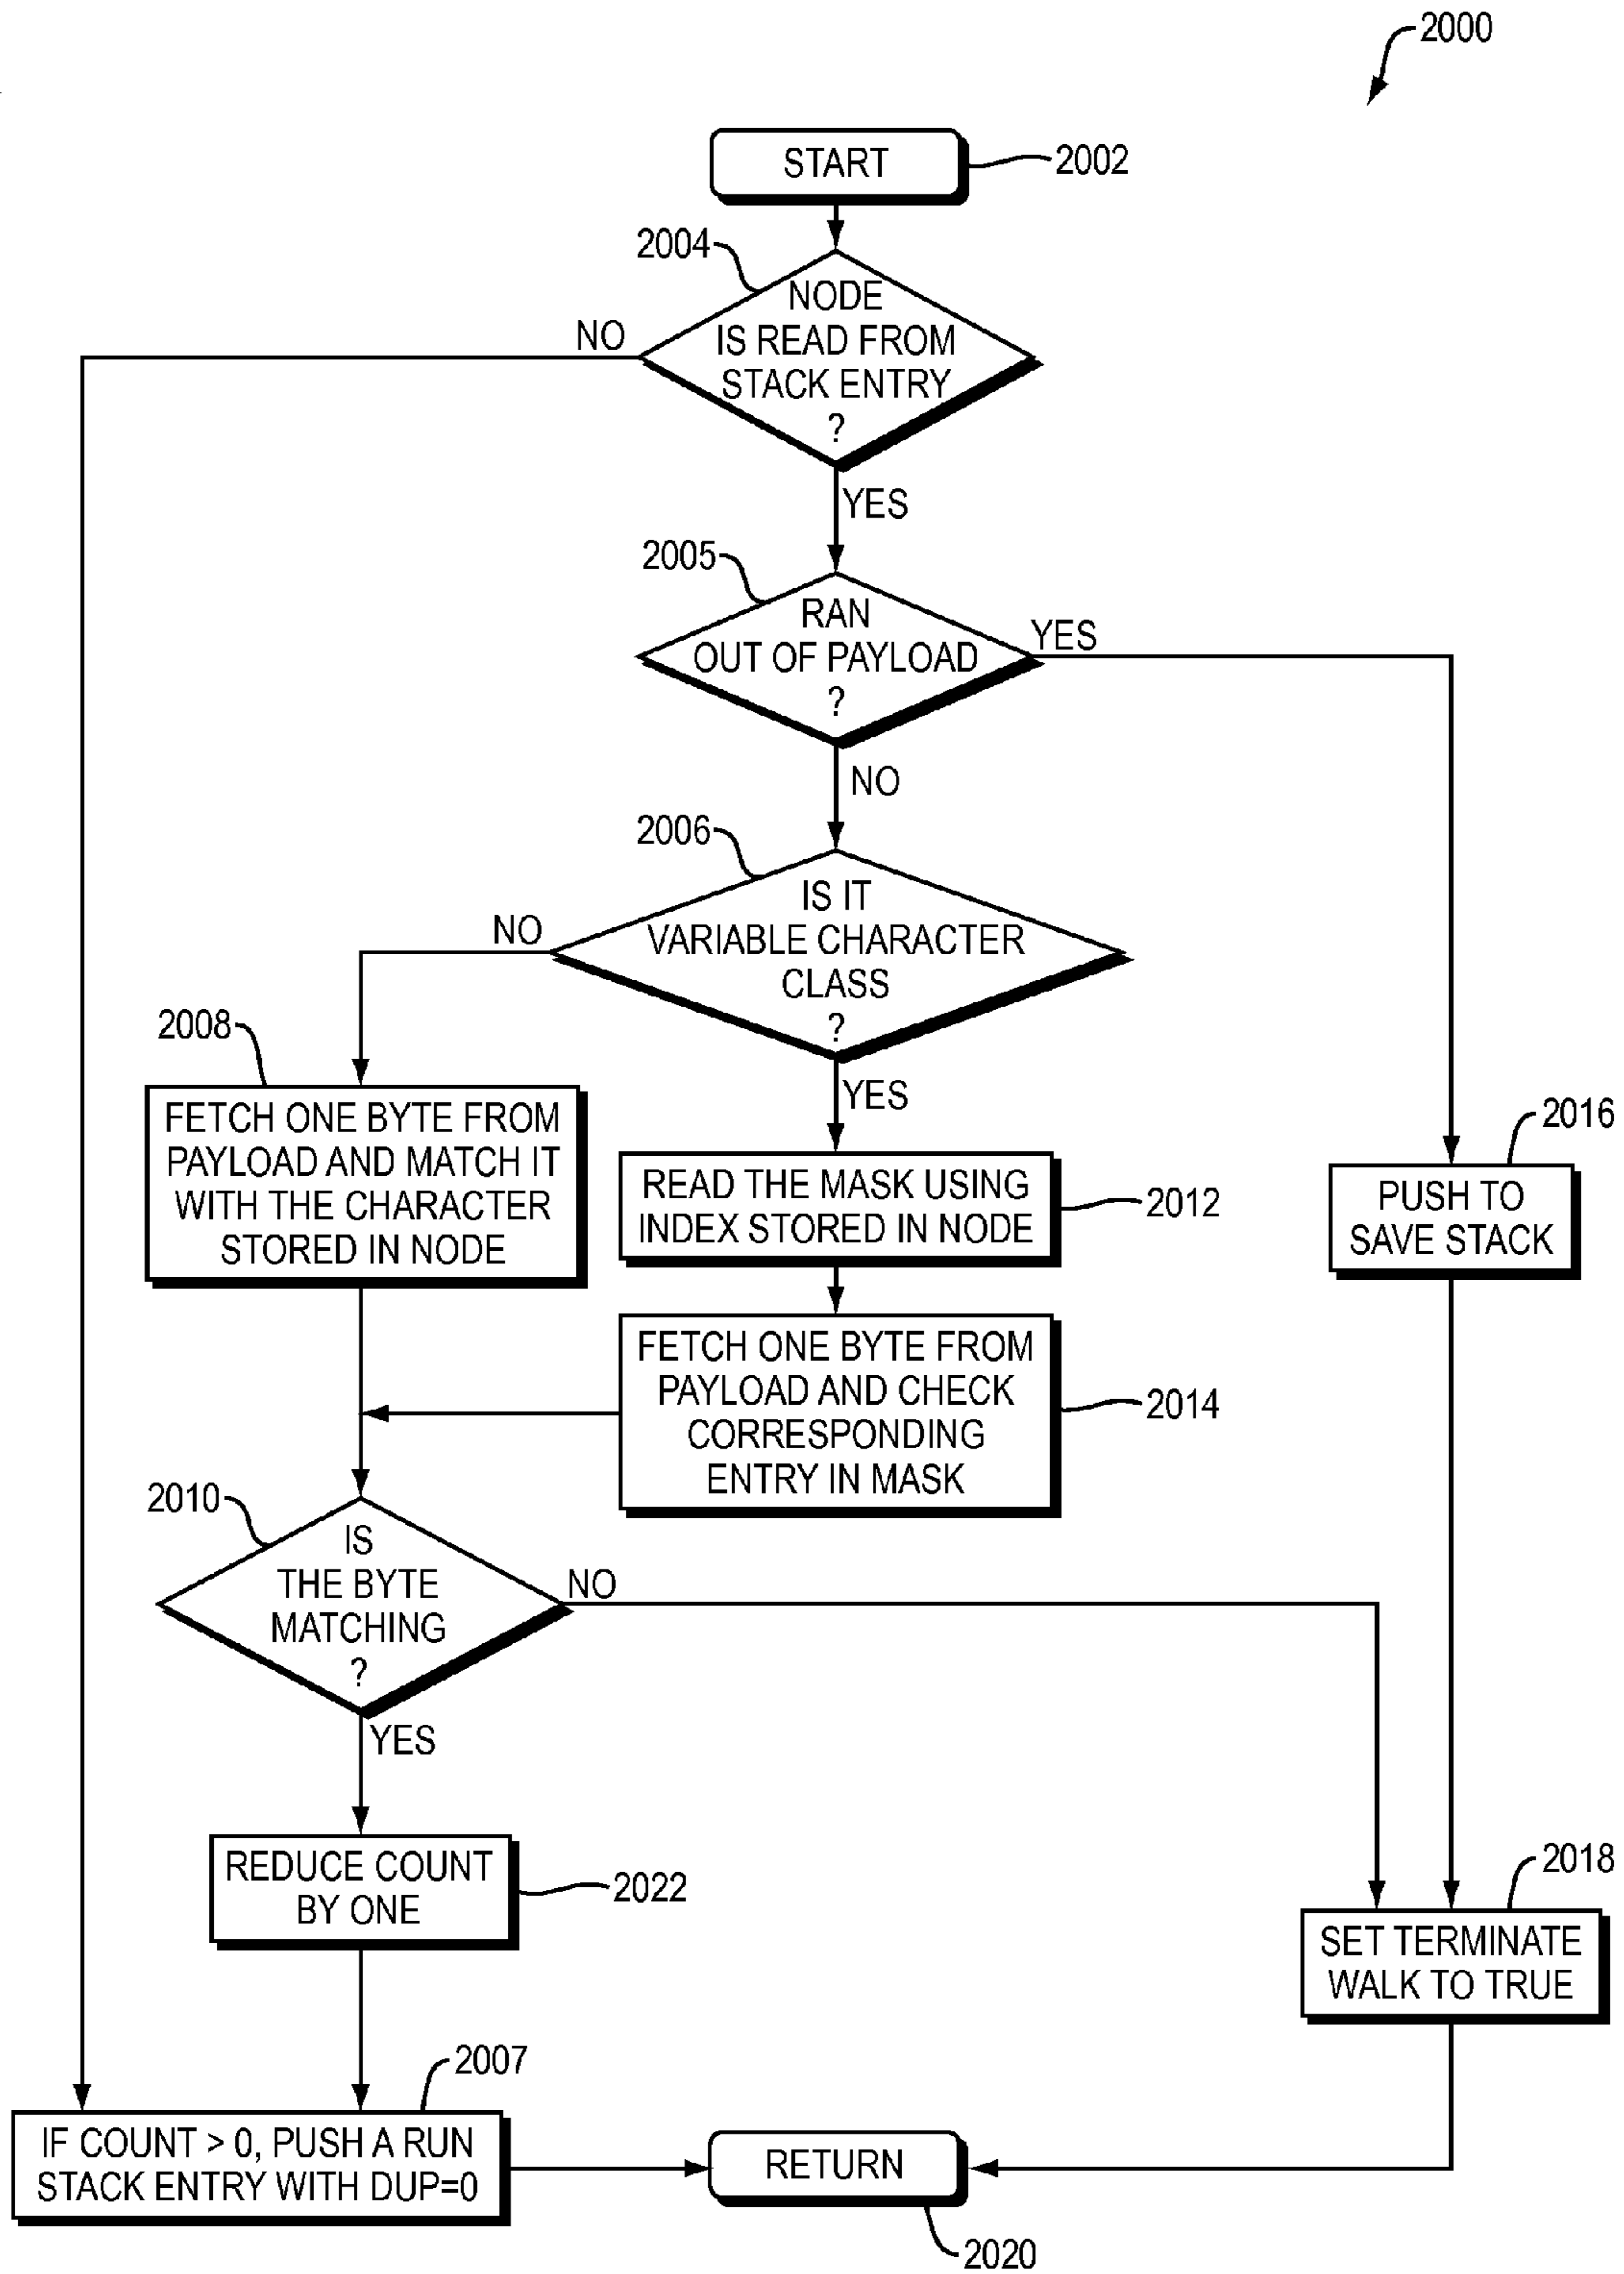 2000
START
2002
2004
NODE
IS READ FROM
STACK ENTRY
?
NO
YES
2005
RAN
OUT OF PAYLOAD
?
YES
NO
2006
IS IT
VARIABLE CHARACTER
CLASS
?
NO
YES
2008
FETCH ONE BYTE FROM
PAYLOAD AND MATCH IT
WITH THE CHARACTER
STORED IN NODE
READ THE MASK USING
INDEX STORED IN NODE
2012
2016
PUSH TO
SAVE STACK
FETCH ONE BYTE FROM
PAYLOAD AND CHECK
CORRESPONDING
ENTRY IN MASK
2014
2010
IS
THE BYTE
MATCHING
?
NO
YES
REDUCE COUNT
BY ONE
2022
2018
SET TERMINATE
WALK TO TRUE
2007
IF COUNT > 0, PUSH A RUN
STACK ENTRY WITH DUP=0
RETURN
2020